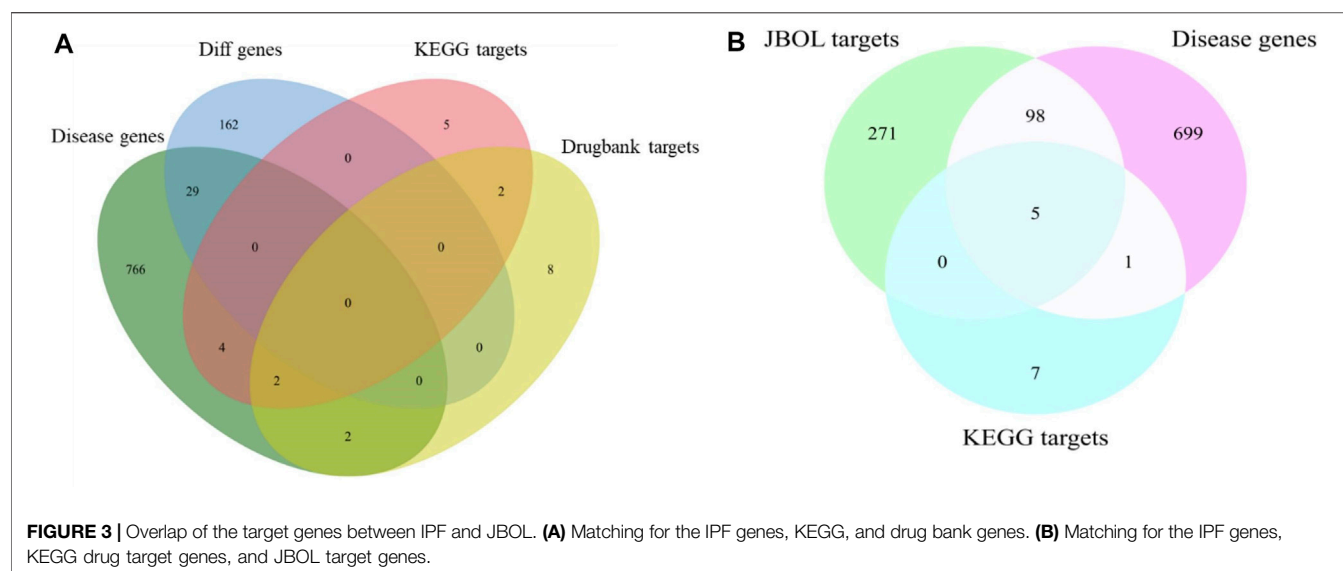 A
Diff genes
KEGG targets
Disease genes
Drugbank targets
162
5
0
29
2
0
0
766
8
0
4
0
2
0
2
B
JBOL targets
Disease genes
98
271
699
5
0
1
7
KEGG targets
FIGURE 3 | Overlap of the target genes between IPF and JBOL. (A) Matching for the IPF genes, KEGG, and drug bank genes. (B) Matching for the IPF genes,
KEGG drug target genes, and JBOL target genes.